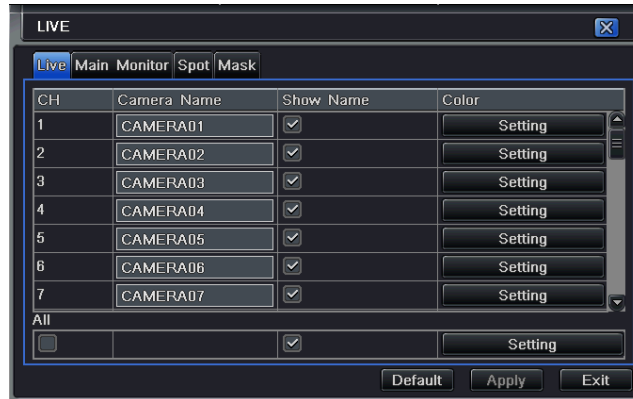 LIVE
Live Main Monitor Spot Mask
CH Camera Name Show Name Color
1 CAMERA01 Setting
2 CAMERA02 Setting
3 CAMERA03 Setting
4 CAMERA04 Setting
5 CAMERA05 Setting
6 CAMERA06 Setting
7 CAMERA07 Setting
All
Setting
Default Apply Exit